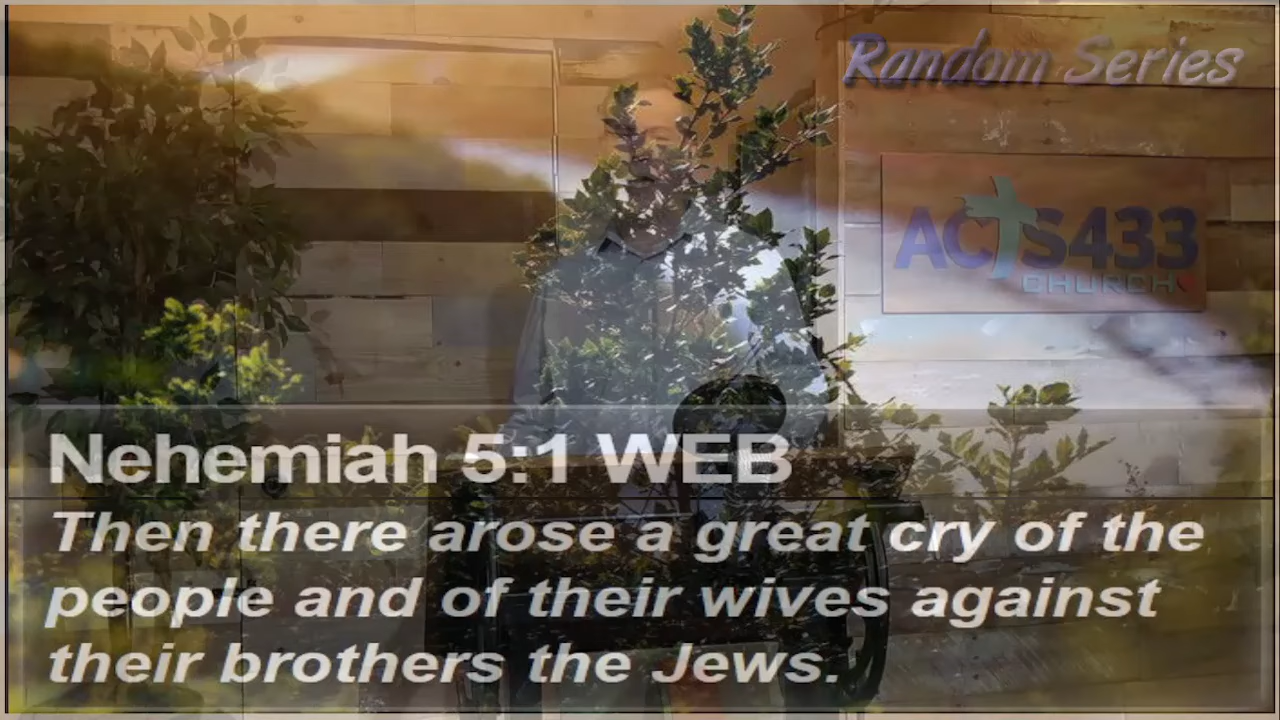 Random Series
ACTS433
CHURCH
Nehemiah 5:1 WEB
Then there arose a great cry of the
people and of their wives against
their brothers the Jews.